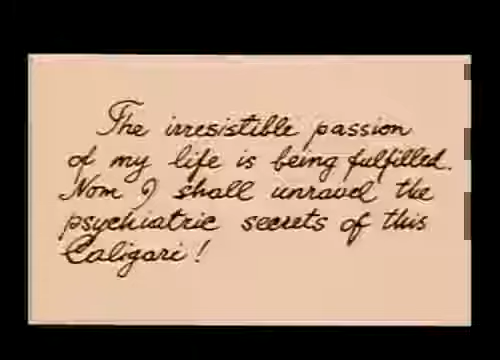 The irresistible passion
of my life is being fulfilled.
Now I shall unravel the
psychiatric secrets of this
Caligari!